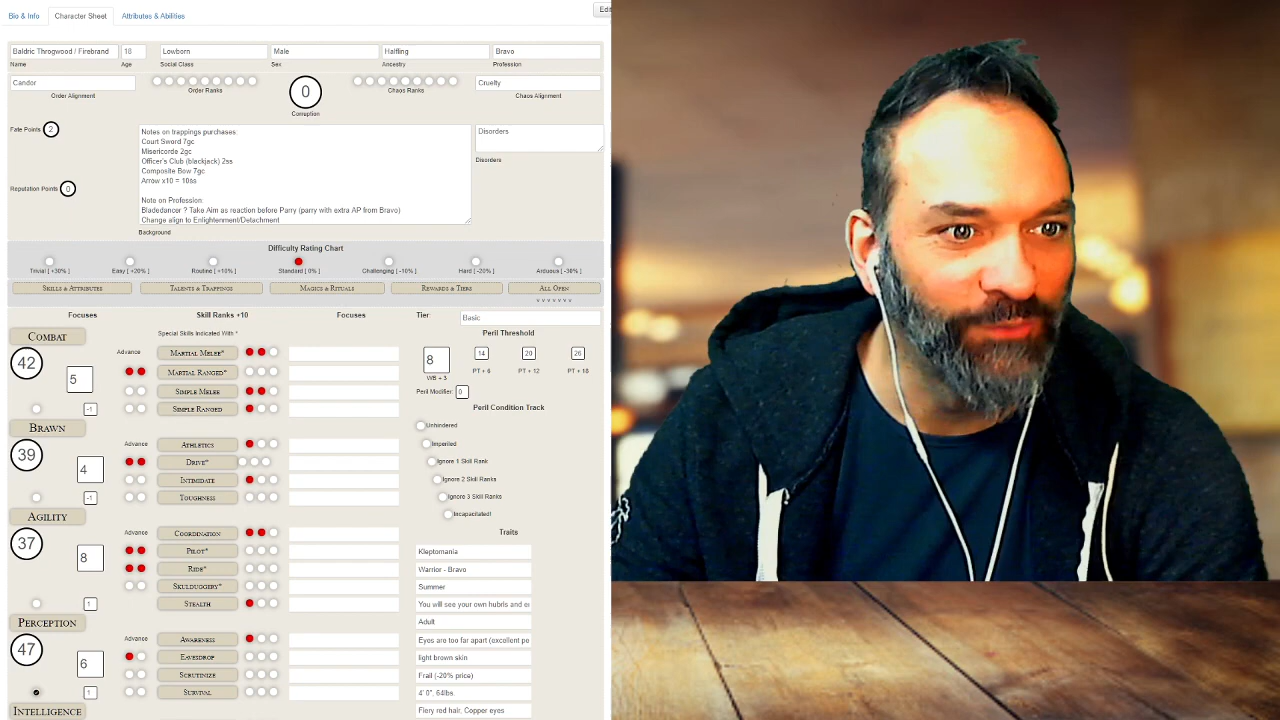 Bio & Info Character Sheet Attributes & Abilities Edit
Baldric Throgwood / Firebrand 18 Lowborn Male Halfling Bravo
Name Age Social Class Sex Ancestry Profession
Candor 0 Cruelty
Order Alignment Order Ranks Corruption Chaos Ranks Chaos Alignment
Fate Points 2
Reputation Points 0
Notes on trappings purchases:
Court Sword 7gc
Misericorde 2gc
Officer's Club (blackjack) 2ss
Composite Bow 7gc
Arrow x10 = 10ss
Note on Profession
Bladedancer ? Take Aim as reaction before Parry (parry with extra AP from Bravo)
Change align to Enlightenment/Detachment
Background
Disorders
Disorders
Difficulty Rating Chart
Trivial [ +30% ] Easy [ +20% ] Routine [ +10% ] Standard [ 0% ] Challenging [ -10% ] Hard [ -20% ] Arduous [ -30% ]
Skills & Attributes Talents & Trappings Magics & Rituals Rewards & Tiers All Open
v v v v v v v
Focuses Skill Ranks +10 Focuses Tier: Basic
Special Skills Indicated With *
Combat
42
5
-1
Advance Martial Melee*
Martial Ranged*
Simple Melee
Simple Ranged
Brawn
39
4
-1
Advance Athletics
Drive*
Intimidate
Toughness
Agility
37
8
1
Advance Coordination
Pilot*
Ride*
Skulduggery*
Stealth
Perception
47
6
1
Advance Awareness
Eavesdrop
Scrutinize
Survival
Intelligence
Peril Threshold
8 14 20 26
WB + 3 PT + 6 PT + 12 PT + 18
Peril Modifier: 0
Peril Condition Track
Unhindered
Imperiled
Ignore 1 Skill Rank
Ignore 2 Skill Ranks
Ignore 3 Skill Ranks
Incapacitated!
Traits
Kleptomania
Warrior - Bravo
Summer
You will see your own hubris and
Adult
Eyes are too far apart (excellent
light brown skin
Frail (-20% price)
4' 0", 64lbs
Fiery red hair, Copper eyes